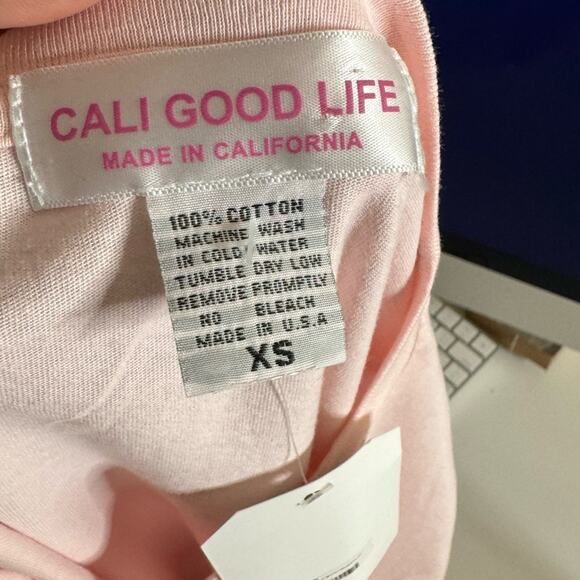 CALI GOOD LIFE
MADE IN CALIFORNIA
100% COTTON
MACHINE WASH
IN COLD WATER
TUMBLE DRY LOW
REMOVE PROMPTLY
NO BLEACH
MADE IN U.S.A
XS